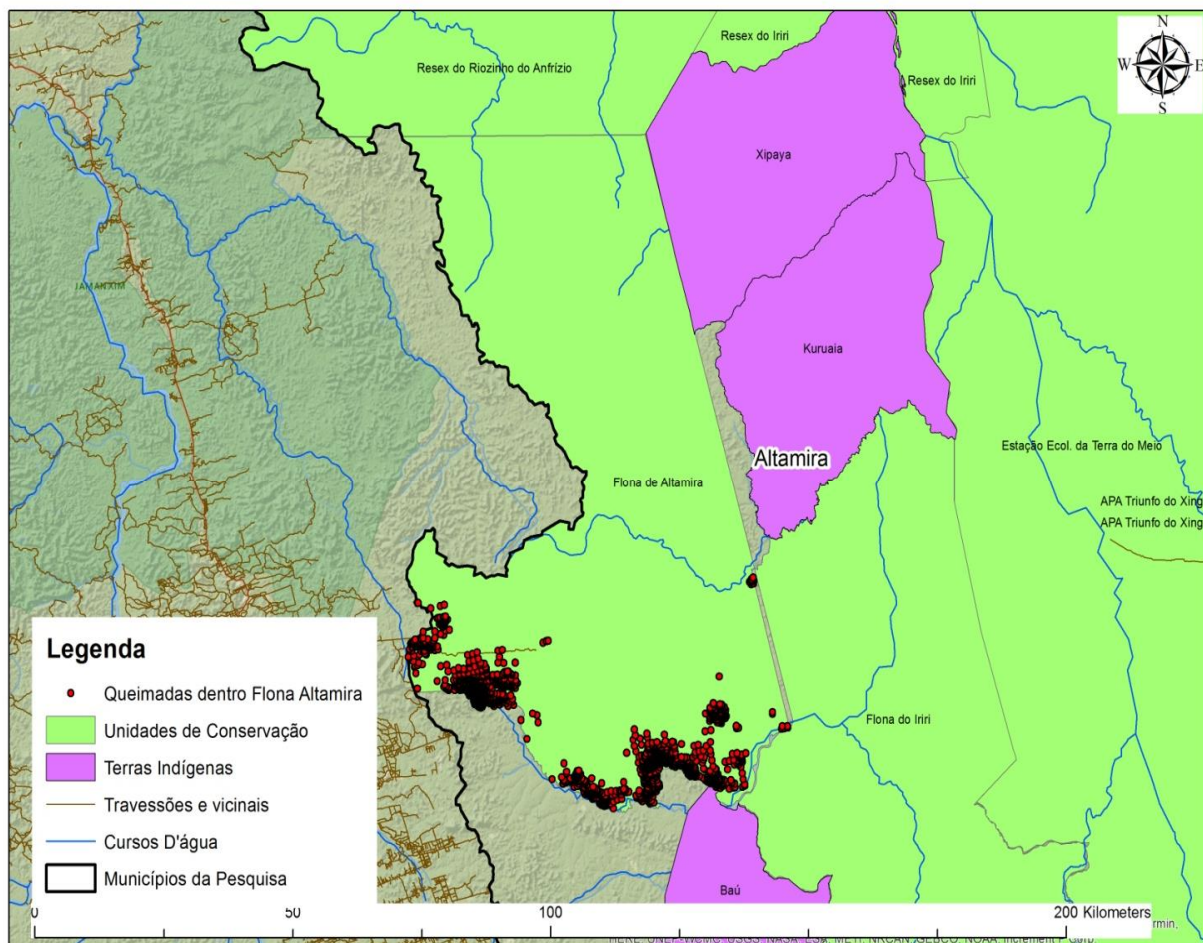 Resex do Iriri
N
W E
S
Resex do Riozinho do Anfrízio
Resex do Iriri
Xipaya
JAMANXIM
Kuruaia
Altamira
Estação Ecol. da Terra do Meio
Flona de Altamira
APA Triunfo do Xing
APA Triunfo do Xing
Legenda
Queimadas dentro Flona Altamira
Unidades de Conservação
Terras Indígenas
Travessões e vicinais
Cursos D'água
Municípios da Pesquisa
Flona do Iriri
Baú
0 50 100 200 Kilometers